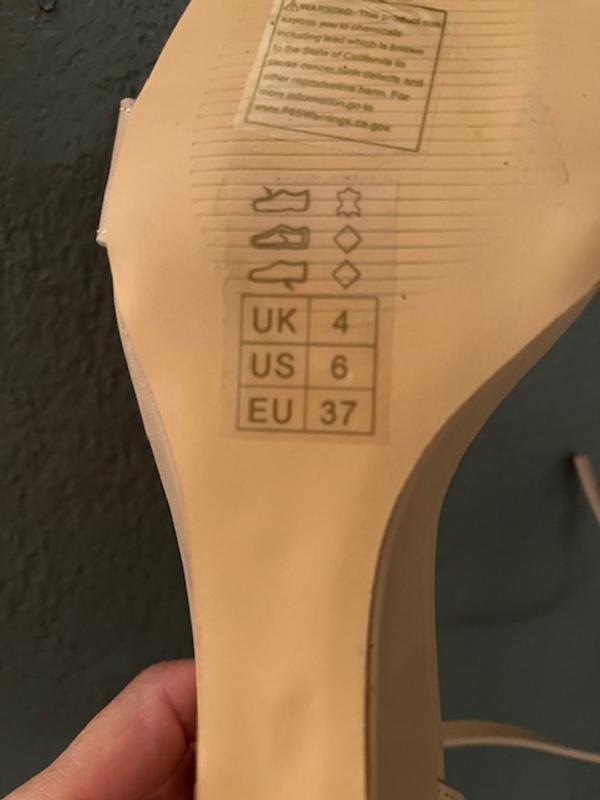 WARNING: This product can
expose you to chemicals
including lead which is known
to the State of California to
cause cancer, birth defects and
other reproductive harm. For
more information, go to
www.P65Warnings.ca.gov.
UK 4
US 6
EU 37